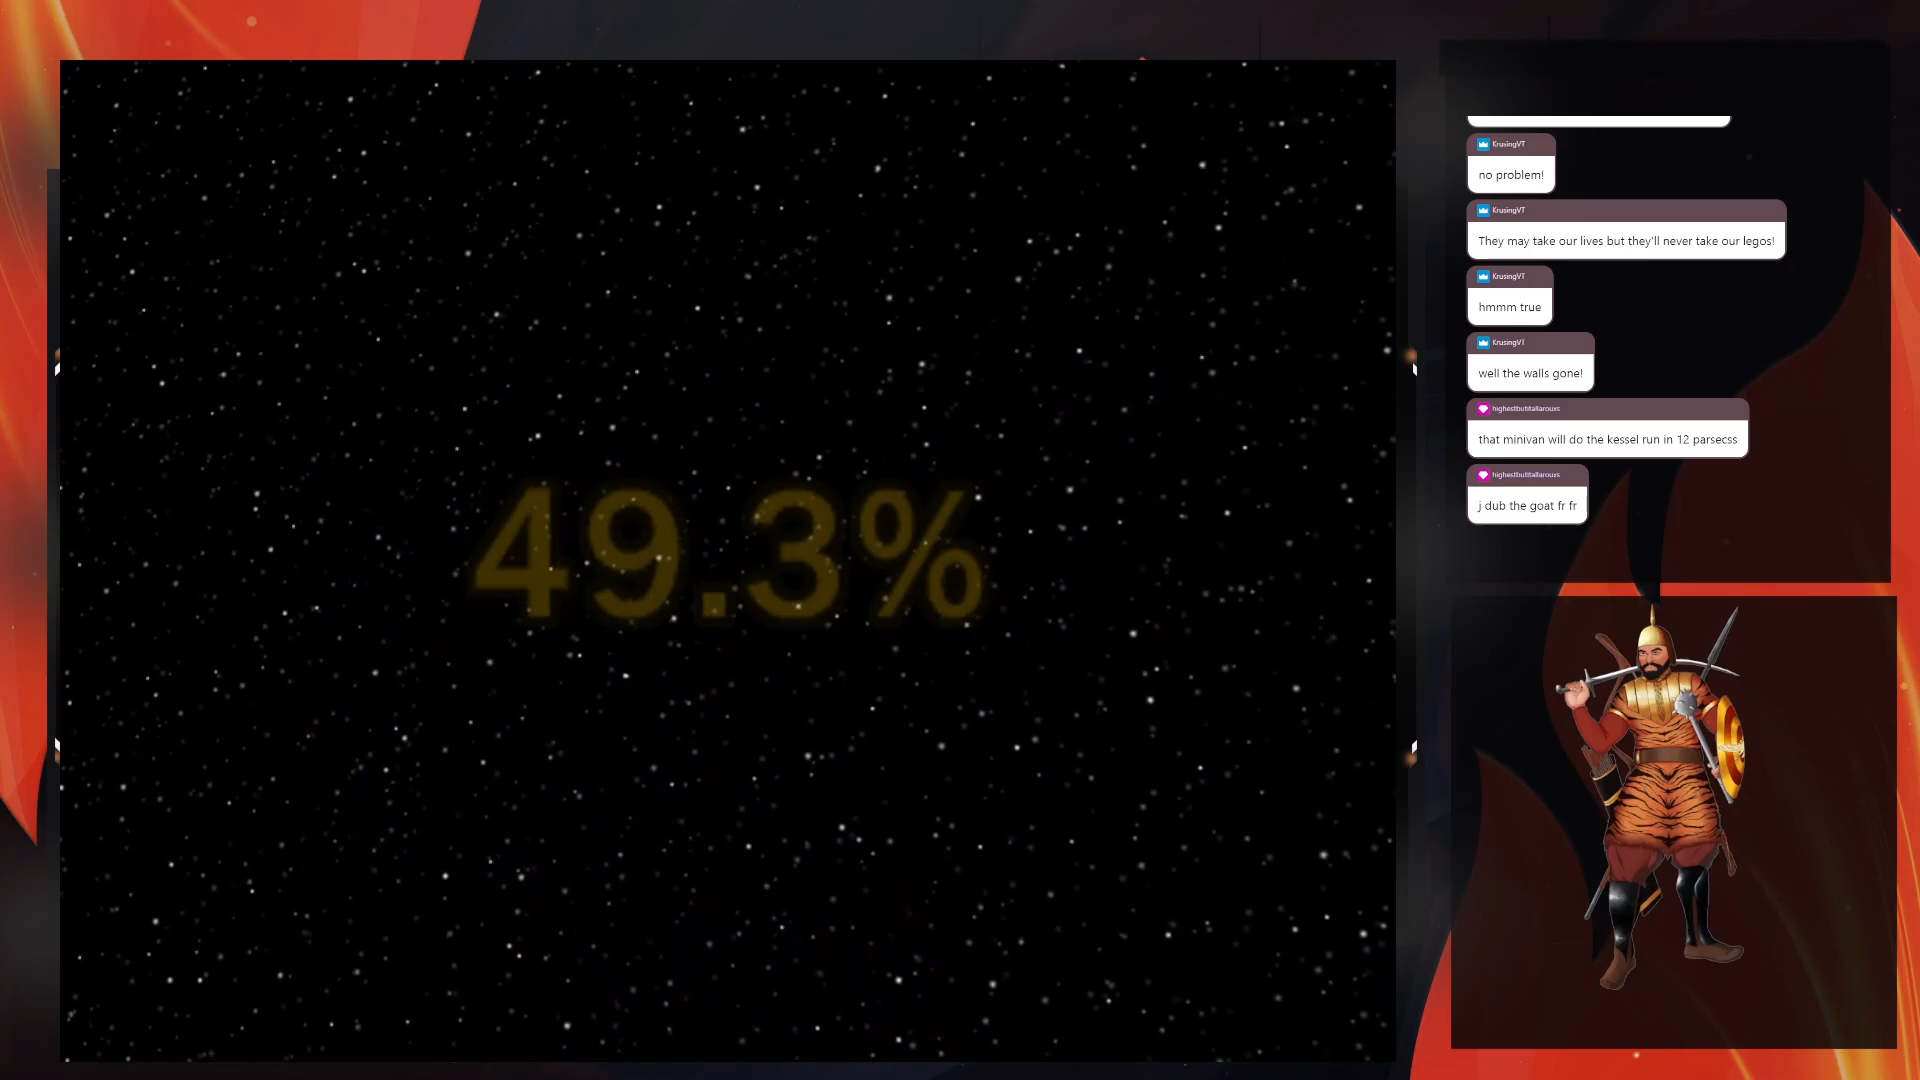 49.3%
KrusingVT
no problem!
KrusingVT
They may take our lives but they'll never take our legos!
KrusingVT
hmmm true
KrusingVT
well the walls gone!
highestbutitallarouxs
that minivan will do the kessel run in 12 parsecss
highestbutitallarouxs
j dub the goat fr fr